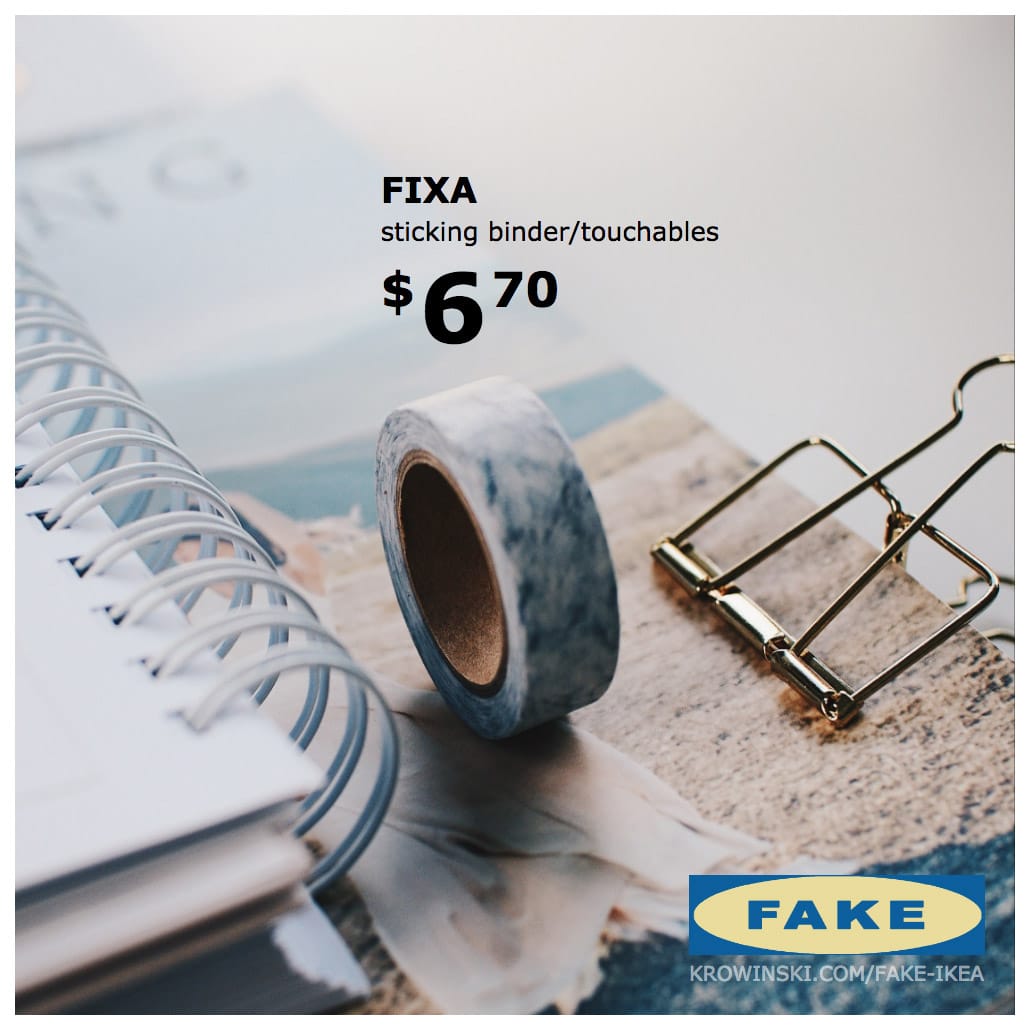 N G
FIXA
sticking binder/touchables
$6 70
FAKE
KROWINSKI.COM/FAKE-IKEA